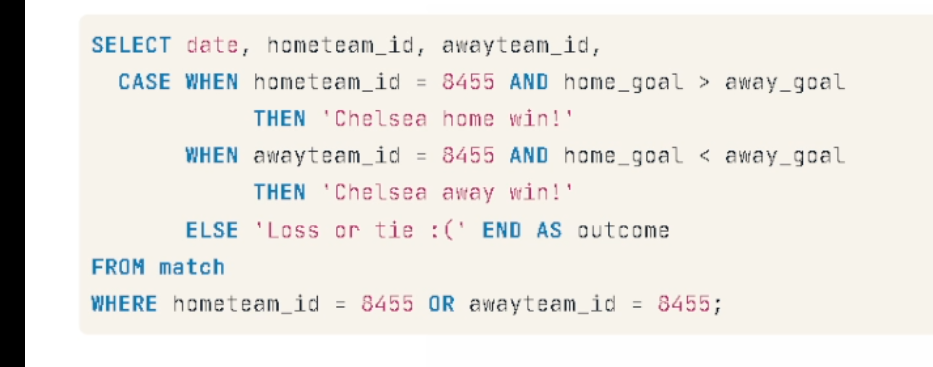 SELECT date, hometeam_id, awayteam_id,
CASE WHEN hometeam_id = 8455 AND home_goal > away_goal
THEN 'Chelsea home win!'
WHEN awayteam_id = 8455 AND home_goal < away_goal
THEN 'Chelsea away win!'
ELSE 'Loss or tie :(' END AS outcome
FROM match
WHERE hometeam_id = 8455 OR awayteam_id = 8455;